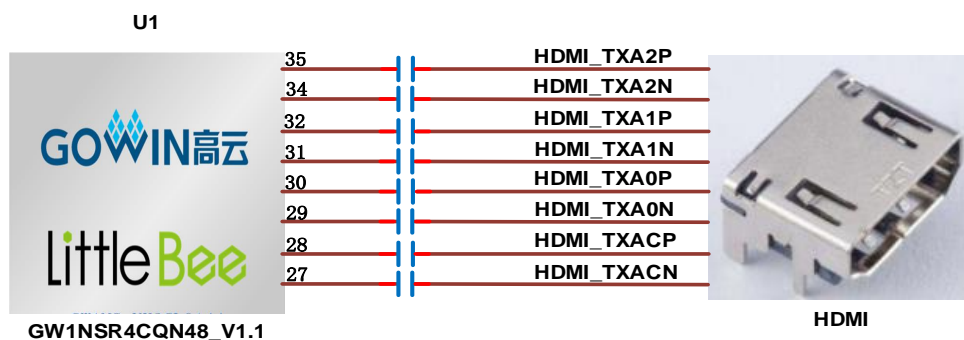 U1
35 HDMI_TXA2P
34 HDMI_TXA2N
32 HDMI_TXA1P
31 HDMI_TXA1N
30 HDMI_TXA0P
29 HDMI_TXA0N
28 HDMI_TXACP
27 HDMI_TXACN
GOWIN高云
LittleBee
GW1NSR4CQN48_V1.1
HDMI